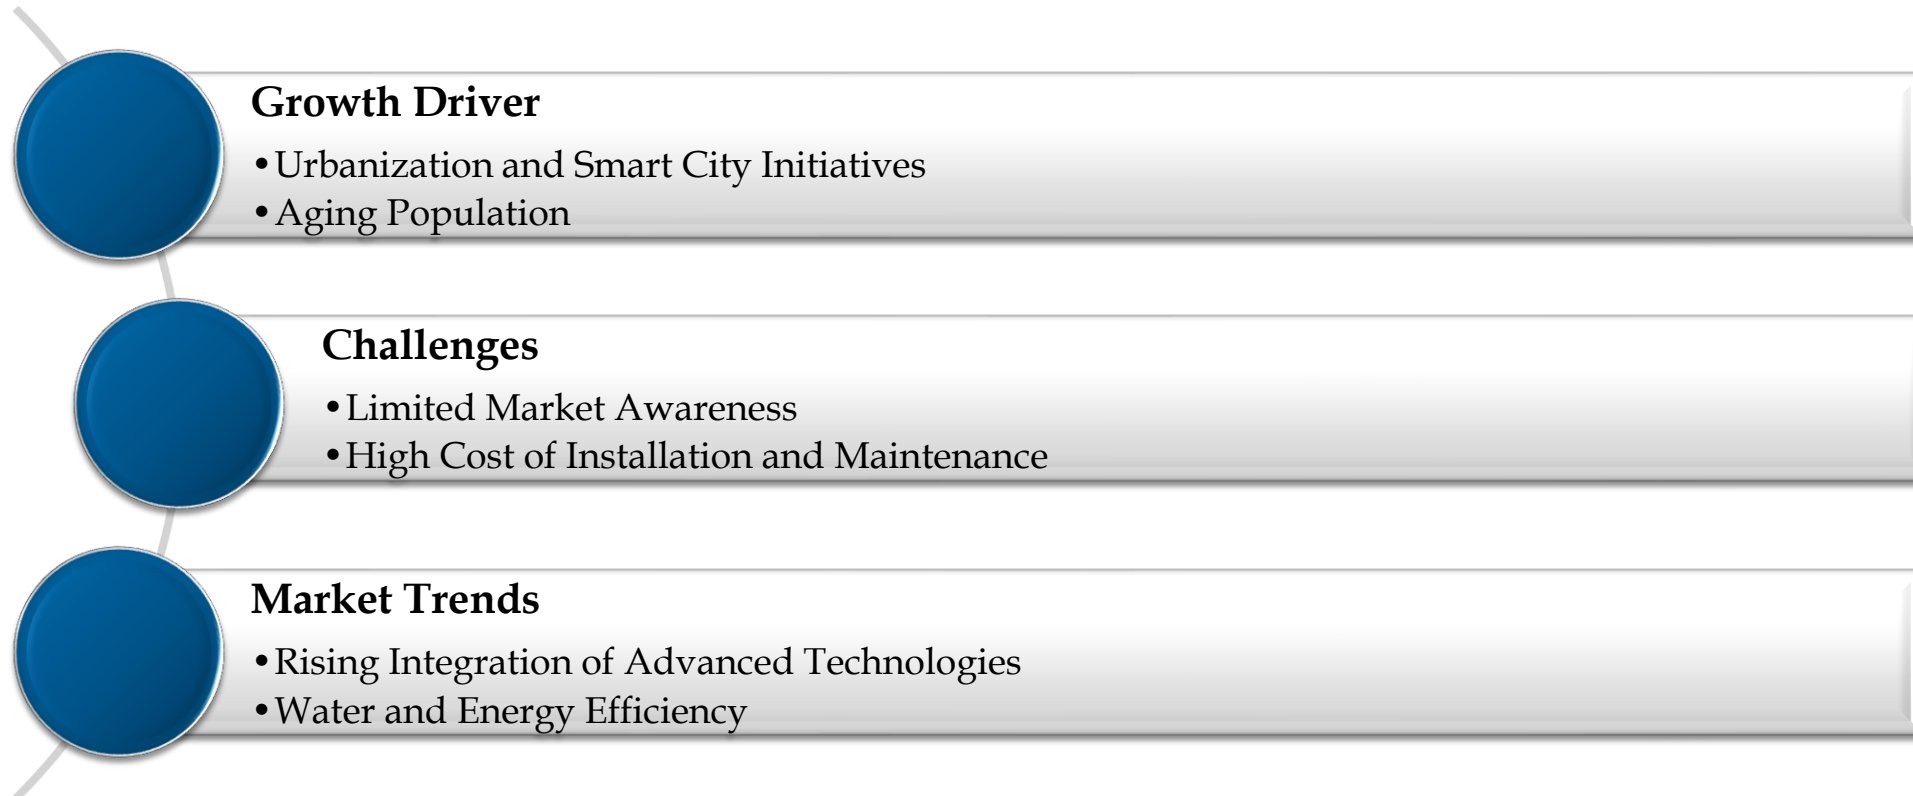 Growth Driver
•Urbanization and Smart City Initiatives
•Aging Population
Challenges
•Limited Market Awareness
•High Cost of Installation and Maintenance
Market Trends
•Rising Integration of Advanced Technologies
•Water and Energy Efficiency